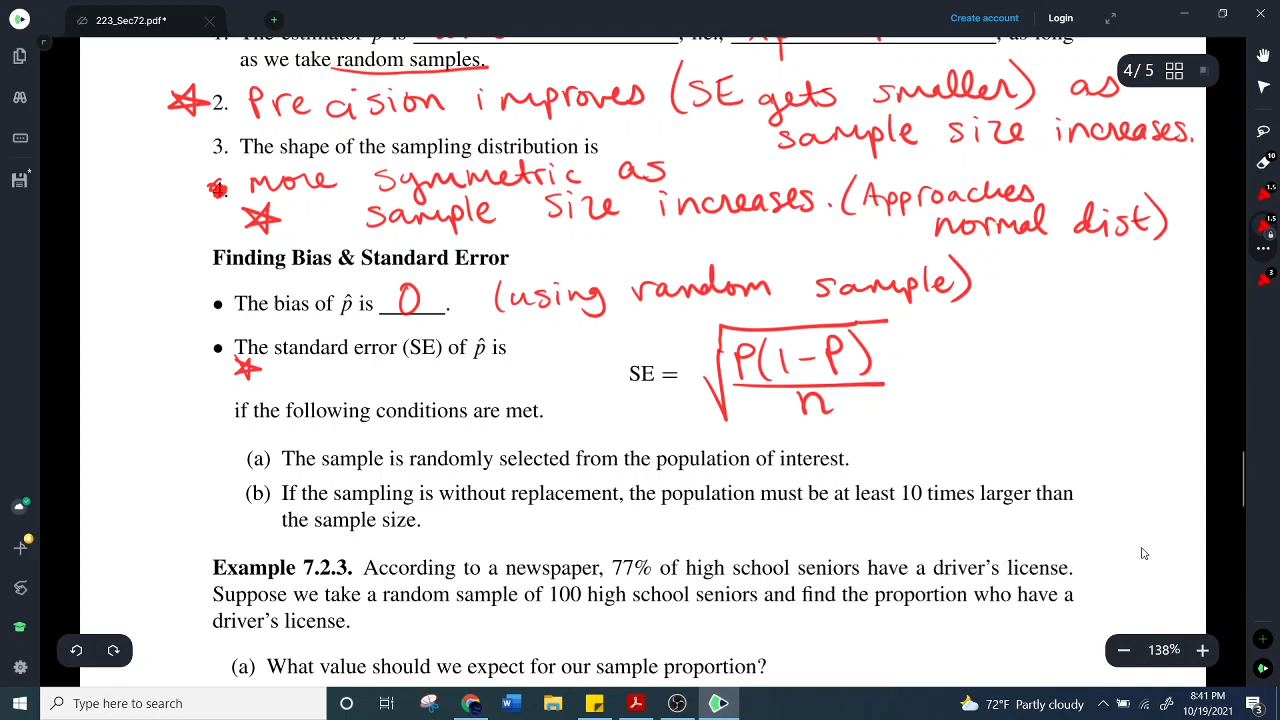 223_Sec72.pdf*
Create account
Login
4/5
as we take random samples.
2. Precision improves (SE gets smaller) as
sample size increases.
3. The shape of the sampling distribution is
more symmetric as
sample size increases. (Approaches
normal dist)
Finding Bias & Standard Error
• The bias of p̂ is 0. (using random sample)
• The standard error (SE) of p̂ is
SE = √(p(1-p)/n)
if the following conditions are met.
(a) The sample is randomly selected from the population of interest.
(b) If the sampling is without replacement, the population must be at least 10 times larger than
the sample size.
Example 7.2.3. According to a newspaper, 77% of high school seniors have a driver's license.
Suppose we take a random sample of 100 high school seniors and find the proportion who have a
driver's license.
(a) What value should we expect for our sample proportion?
138%
Type here to search
72°F Partly cloudy
8:41 PM
10/19/2021